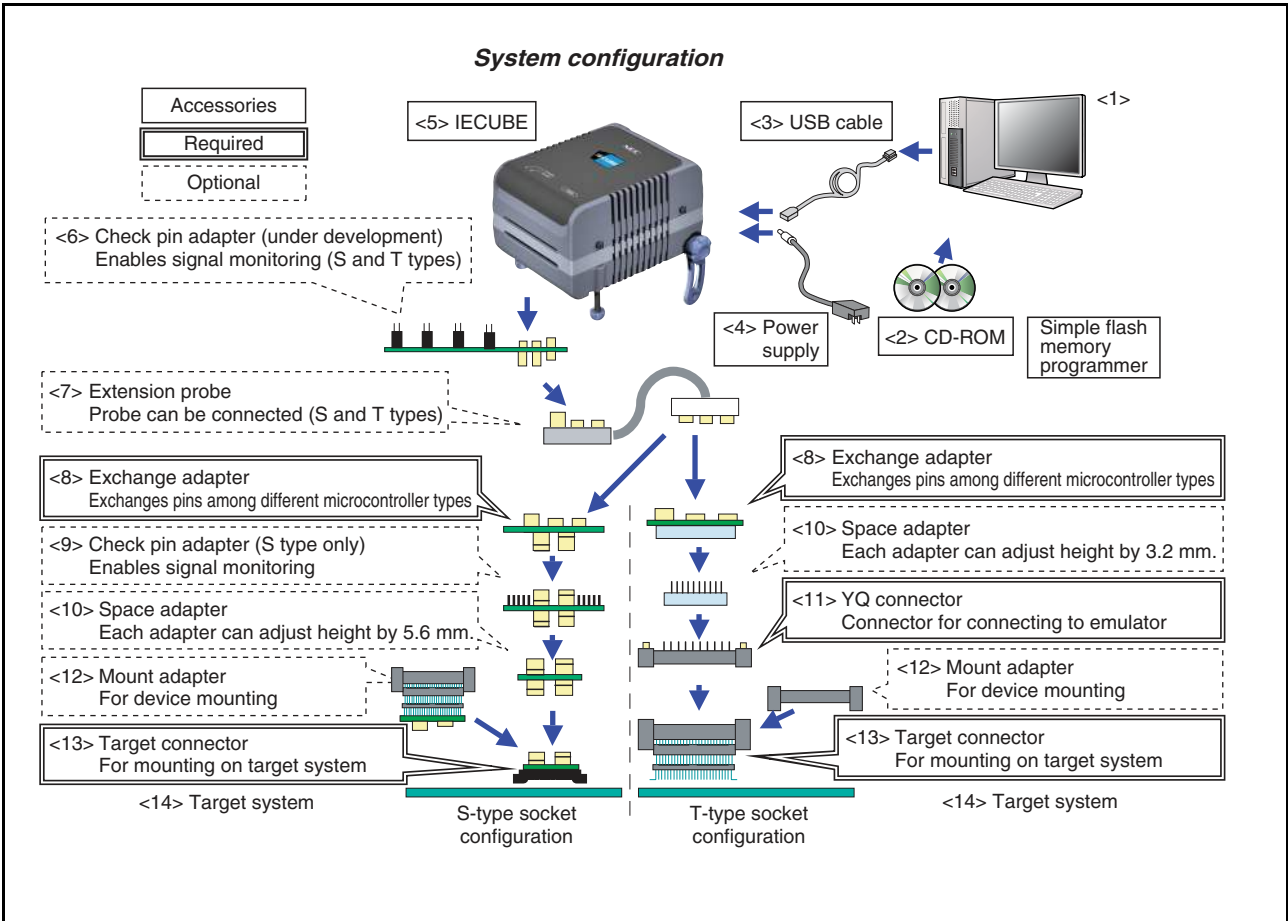 System configuration
Accessories
Required
Optional
<5> IECUBE
<3> USB cable
<1>
NEC
<6> Check pin adapter (under development)
Enables signal monitoring (S and T types)
<4> Power
supply
<2> CD-ROM
Simple flash
memory
programmer
<7> Extension probe
Probe can be connected (S and T types)
<8> Exchange adapter
Exchanges pins among different microcontroller types
<9> Check pin adapter (S type only)
Enables signal monitoring
<10> Space adapter
Each adapter can adjust height by 5.6 mm.
<12> Mount adapter
For device mounting
<13> Target connector
For mounting on target system
<14> Target system
S-type socket
configuration
<8> Exchange adapter
Exchanges pins among different microcontroller types
<10> Space adapter
Each adapter can adjust height by 3.2 mm.
<11> YQ connector
Connector for connecting to emulator
<12> Mount adapter
For device mounting
<13> Target connector
For mounting on target system
<14> Target system
T-type socket
configuration